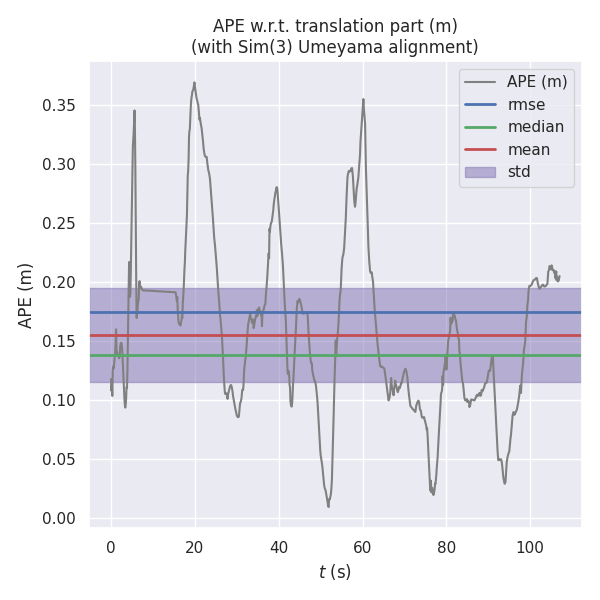 APE w.r.t. translation part (m)
(with Sim(3) Umeyama alignment)
APE (m)
rmse
median
mean
std
APE (m)
0.35
0.30
0.25
0.20
0.15
0.10
0.05
0.00
0 20 40 60 80 100
t (s)